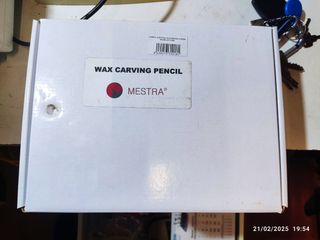 WAX CARVING PENCIL
MESTRA®
21/02/2025 19:54